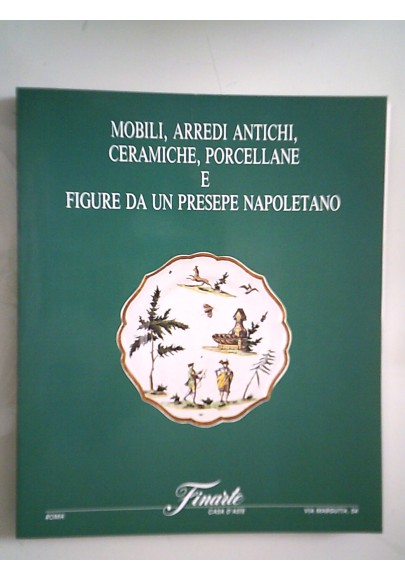 MOBILI, ARREDI ANTICHI,
CERAMICHE, PORCELLANE
E
FIGURE DA UN PRESEPE NAPOLETANO
Finarte
CASA D'ASTE
ROMA
VIA MARGUTTA, 54